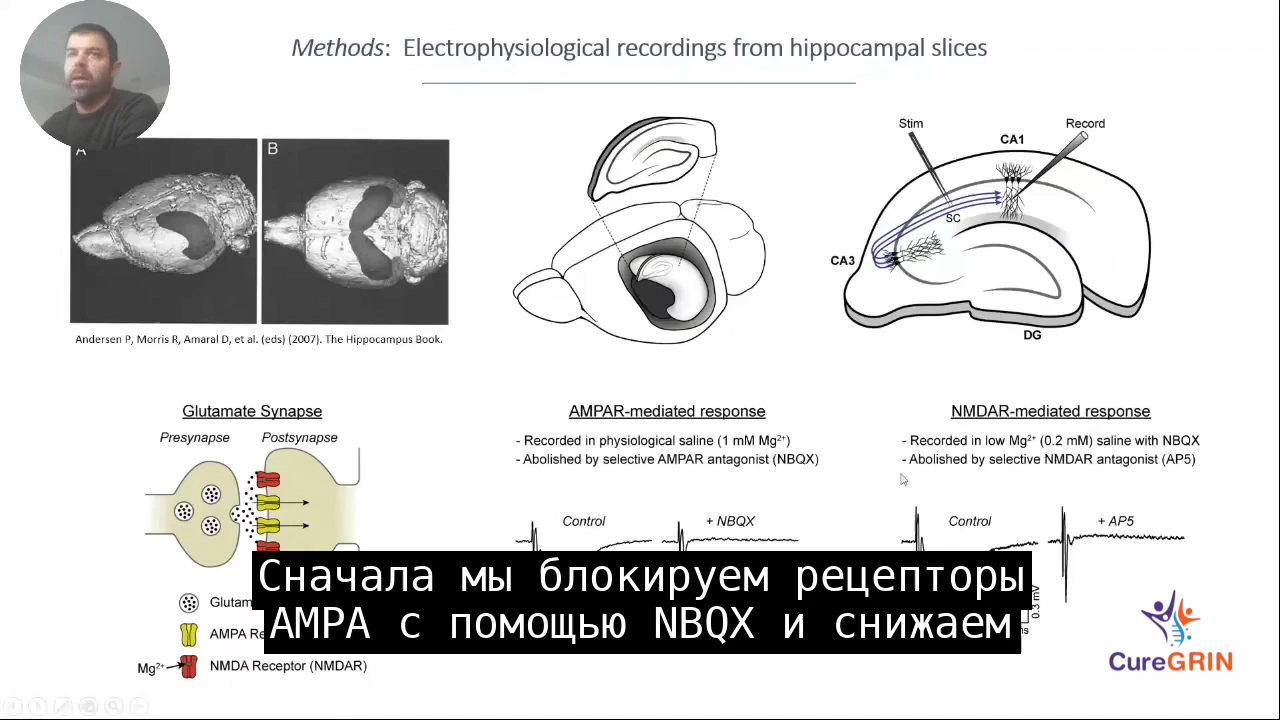 Methods: Electrophysiological recordings from hippocampal slices
A
B
Andersen P, Morris R, Amaral D, et al. (eds) (2007). The Hippocampus Book.
Stim
Record
CA1
SC
CA3
DG
Glutamate Synapse
Presynapse
Postsynapse
AMPAR-mediated response
- Recorded in physiological saline (1 mM Mg²⁺)
- Abolished by selective AMPAR antagonist (NBQX)
Control
+ NBQX
NMDAR-mediated response
- Recorded in low Mg²⁺ (0.2 mM) saline with NBQX
- Abolished by selective NMDAR antagonist (AP5)
Control
+ AP5
0.3 mV
AMPA
Mg²⁺
NMDA Receptor (NMDAR)
Сначала мы блокируем рецепторы
AMPA с помощью NBQX и снижаем
CureGRIN